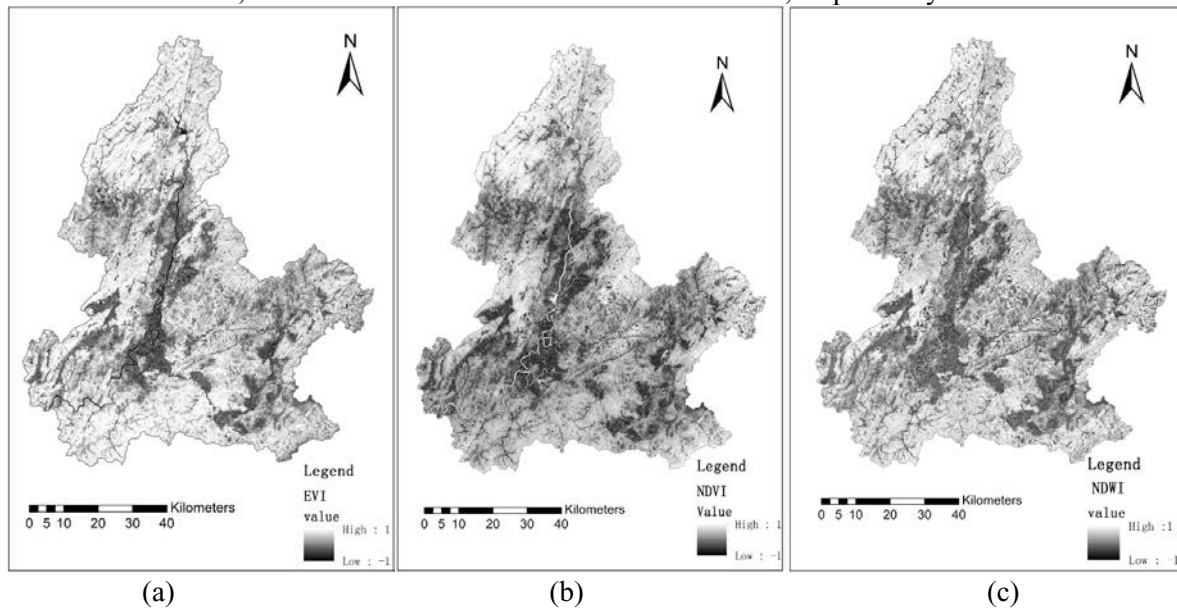 N
Legend
EVI
value
High : 1
Low : -1
Kilometers
0 5 10 20 30 40
(a)
N
Legend
NDVI
Value
High : 1
Low : -1
Kilometers
0 5 10 20 30 40
(b)
N
Legend
NDWI
value
High :1
Low : -1
Kilometers
0 5 10 20 30 40
(c)